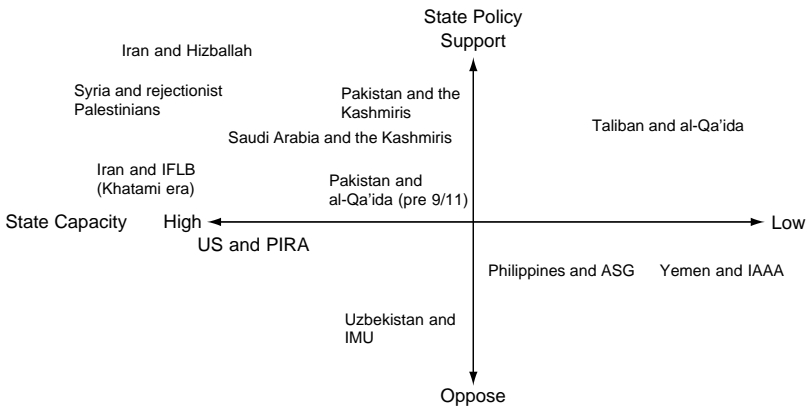 State Policy
Support
Iran and Hizballah
Syria and rejectionist
Palestinians
Pakistan and the
Kashmiris
Taliban and al-Qa'ida
Saudi Arabia and the Kashmiris
Iran and IFLB
(Khatami era)
Pakistan and
al-Qa'ida (pre 9/11)
State Capacity High Low
US and PIRA
Philippines and ASG Yemen and IAAA
Uzbekistan and
IMU
Oppose